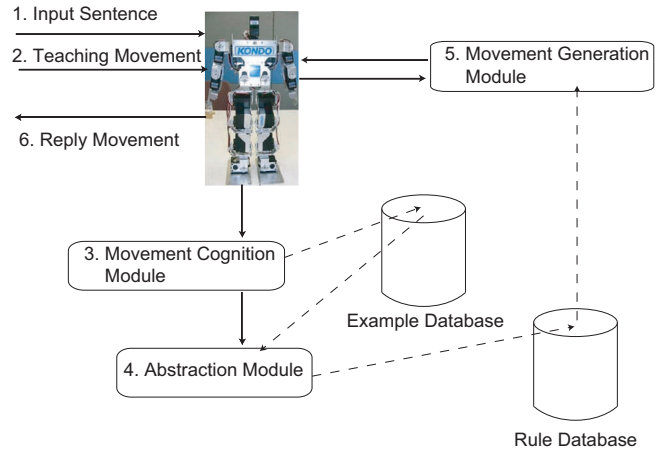 1. Input Sentence
2. Teaching Movement
6. Reply Movement
KONDO
5. Movement Generation
Module
3. Movement Cognition
Module
Example Database
4. Abstraction Module
Rule Database